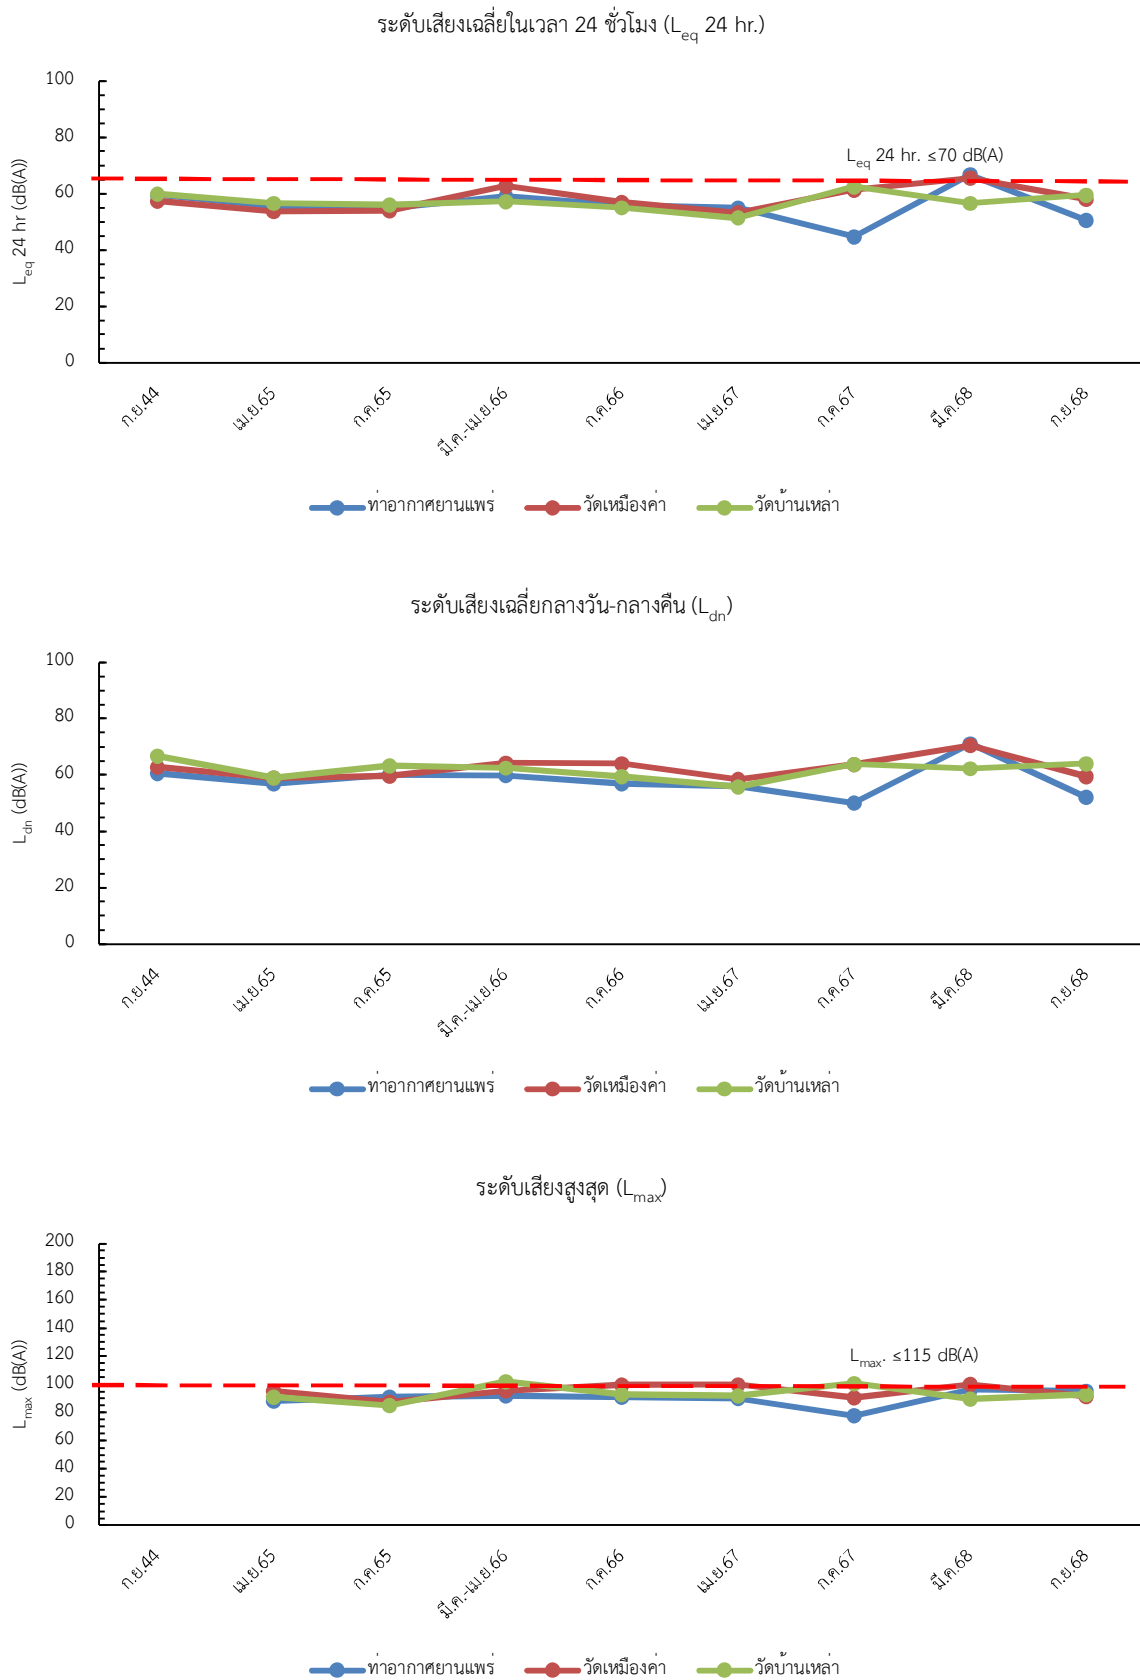 ระดับเสียงเฉลี่ยในเวลา 24 ชั่วโมง (Leq 24 hr.)
100
80
60
40
20
0
Leq 24 hr (dB(A))
Leq 24 hr. ≤70 dB(A)
ก.ย.44
เม.ย.65
ก.ค.65
มี.ค.-เม.ย.66
ก.ค.66
เม.ย.67
ก.ค.67
มี.ค.68
ก.ย.68
ท่าอากาศยานแพร่ วัดเหมืองค่า วัดบ้านเหล่า
ระดับเสียงเฉลี่ยกลางวัน-กลางคืน (Ldn)
100
80
60
40
20
0
Ldn (dB(A))
ก.ย.44
เม.ย.65
ก.ค.65
มี.ค.-เม.ย.66
ก.ค.66
เม.ย.67
ก.ค.67
มี.ค.68
ก.ย.68
ท่าอากาศยานแพร่ วัดเหมืองค่า วัดบ้านเหล่า
ระดับเสียงสูงสุด (Lmax)
200
180
160
140
120
100
80
60
40
20
0
Lmax (dB(A))
Lmax. ≤115 dB(A)
ก.ย.44
เม.ย.65
ก.ค.65
มี.ค.-เม.ย.66
ก.ค.66
เม.ย.67
ก.ค.67
มี.ค.68
ก.ย.68
ท่าอากาศยานแพร่ วัดเหมืองค่า วัดบ้านเหล่า